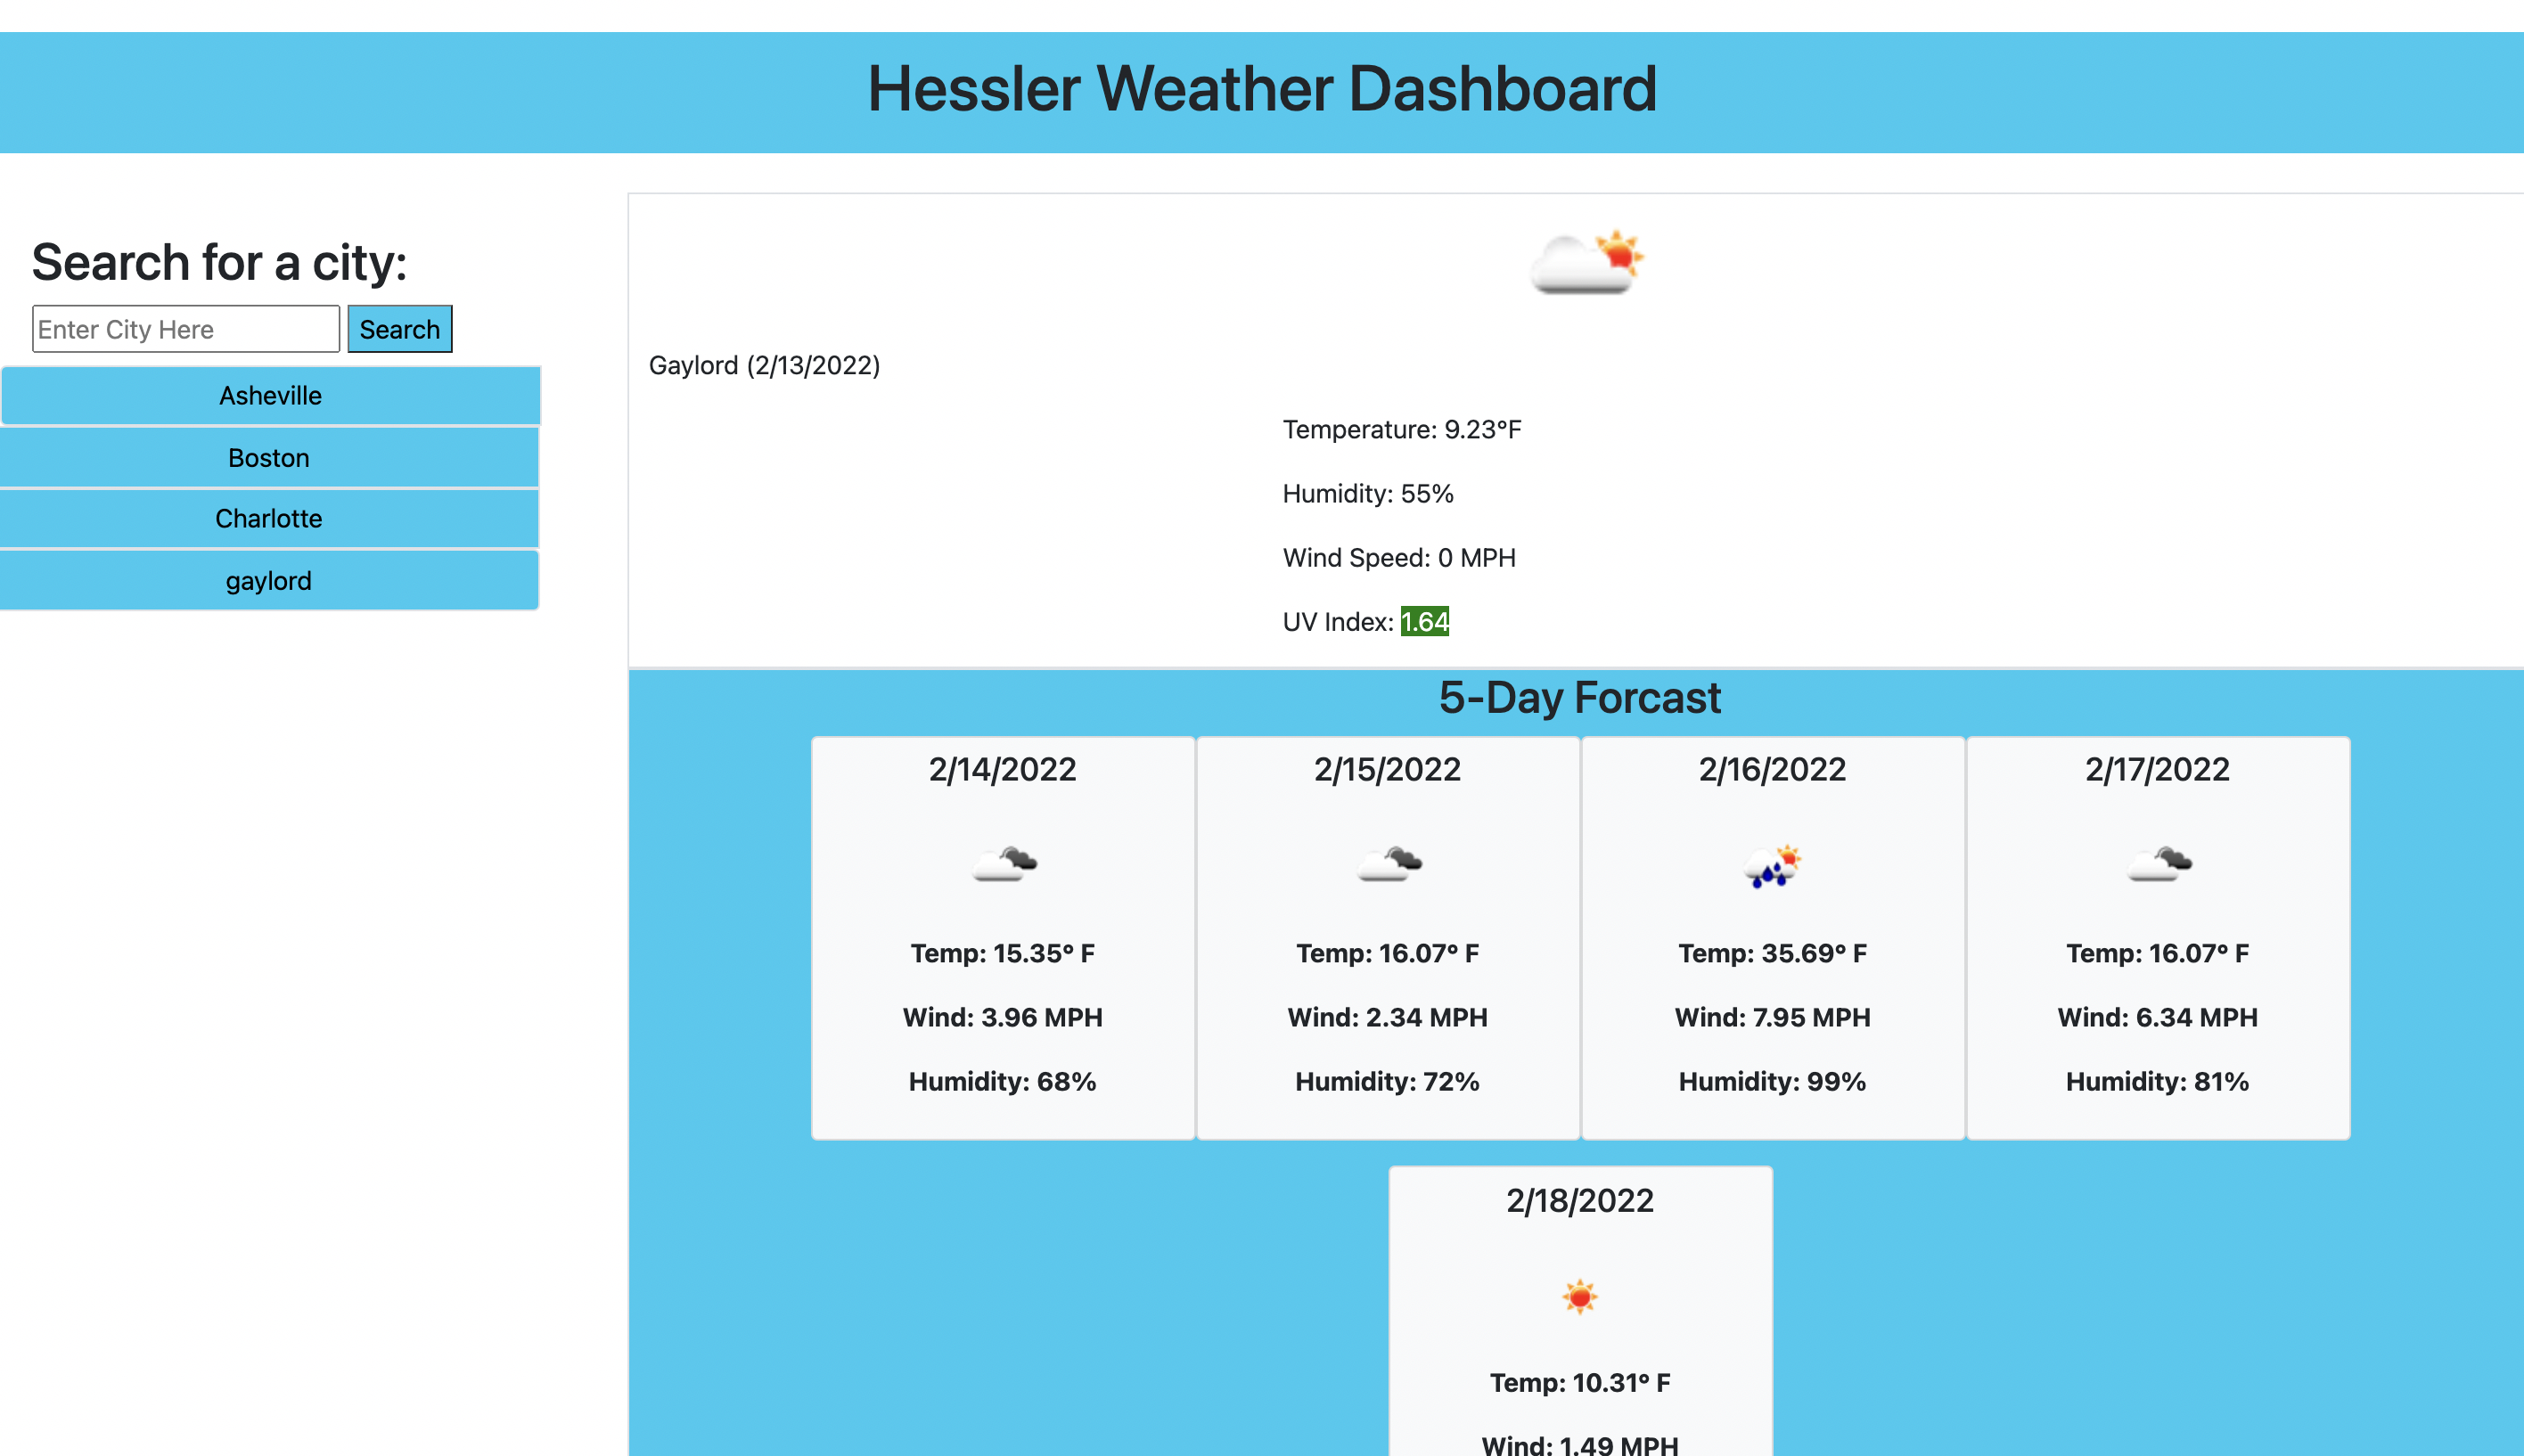 Hessler Weather Dashboard
Search for a city:
Enter City Here
Search
Asheville
Boston
Charlotte
gaylord
Gaylord (2/13/2022)
Temperature: 9.23°F
Humidity: 55%
Wind Speed: 0 MPH
UV Index: 1.64
5-Day Forcast
2/14/2022
Temp: 15.35° F
Wind: 3.96 MPH
Humidity: 68%
2/15/2022
Temp: 16.07° F
Wind: 2.34 MPH
Humidity: 72%
2/16/2022
Temp: 35.69° F
Wind: 7.95 MPH
Humidity: 99%
2/17/2022
Temp: 16.07° F
Wind: 6.34 MPH
Humidity: 81%
2/18/2022
Temp: 10.31° F
Wind: 1.49 MPH